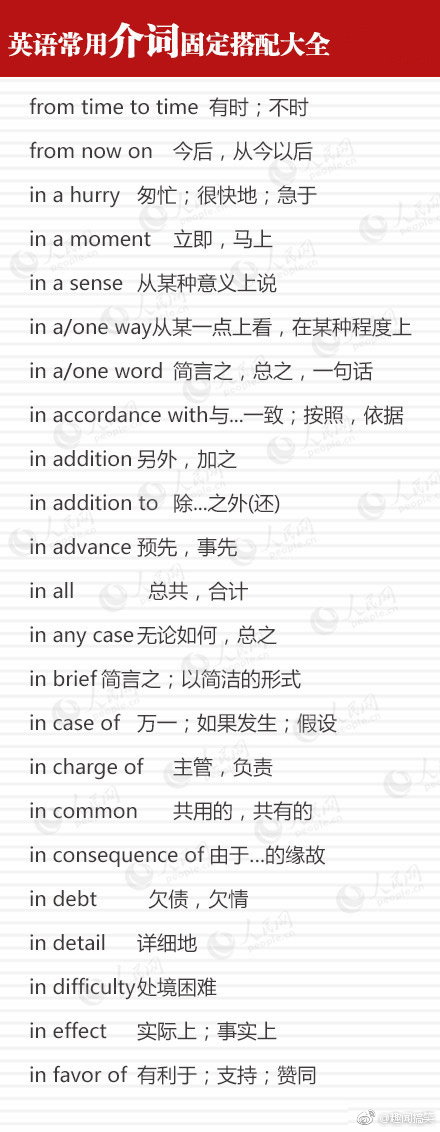 英语常用介词固定搭配大全
from time to time 有时；不时
from now on 今后，从今以后
in a hurry 匆忙；很快地；急于
in a moment 立即，马上
in a sense 从某种意义上说
in a/one way从某一点上看，在某种程度上
in a/one word 简言之，总之，一句话
in accordance with与...一致；按照，依据
in addition 另外，加之
in addition to 除...之外(还)
in advance 预先，事先
in all 总共，合计
in any case无论如何，总之
in brief简言之；以简洁的形式
in case of 万一；如果发生；假设
in charge of 主管，负责
in common 共用的，共有的
in consequence of 由于...的缘故
in debt 欠债，欠情
in detail 详细地
in difficulty处境困难
in effect 实际上；事实上
in favor of 有利于；支持；赞同
人民网
people.cn